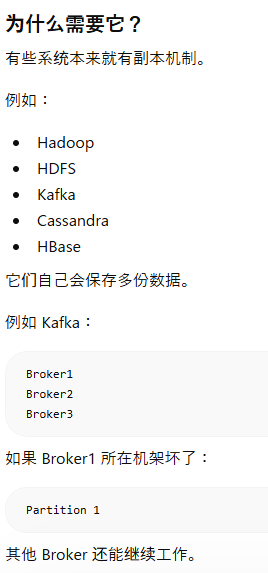 为什么需要它？
有些系统本来就有副本机制。
例如：
• Hadoop
• HDFS
• Kafka
• Cassandra
• HBase
它们自己会保存多份数据。
例如 Kafka：
Broker1
Broker2
Broker3
如果 Broker1 所在机架坏了：
Partition 1
其他 Broker 还能继续工作。